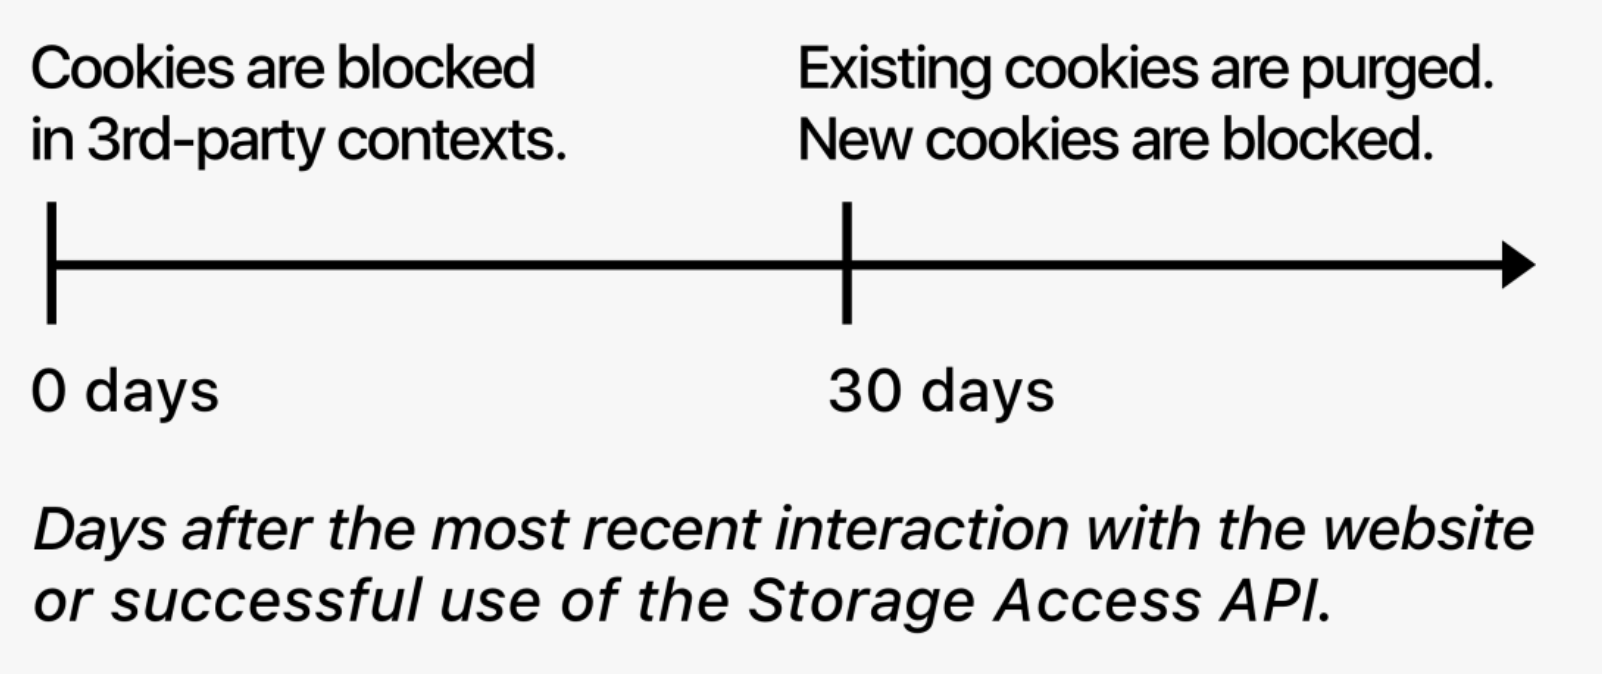 Cookies are blocked
in 3rd-party contexts.
Existing cookies are purged.
New cookies are blocked.
0 days
30 days
Days after the most recent interaction with the website
or successful use of the Storage Access API.